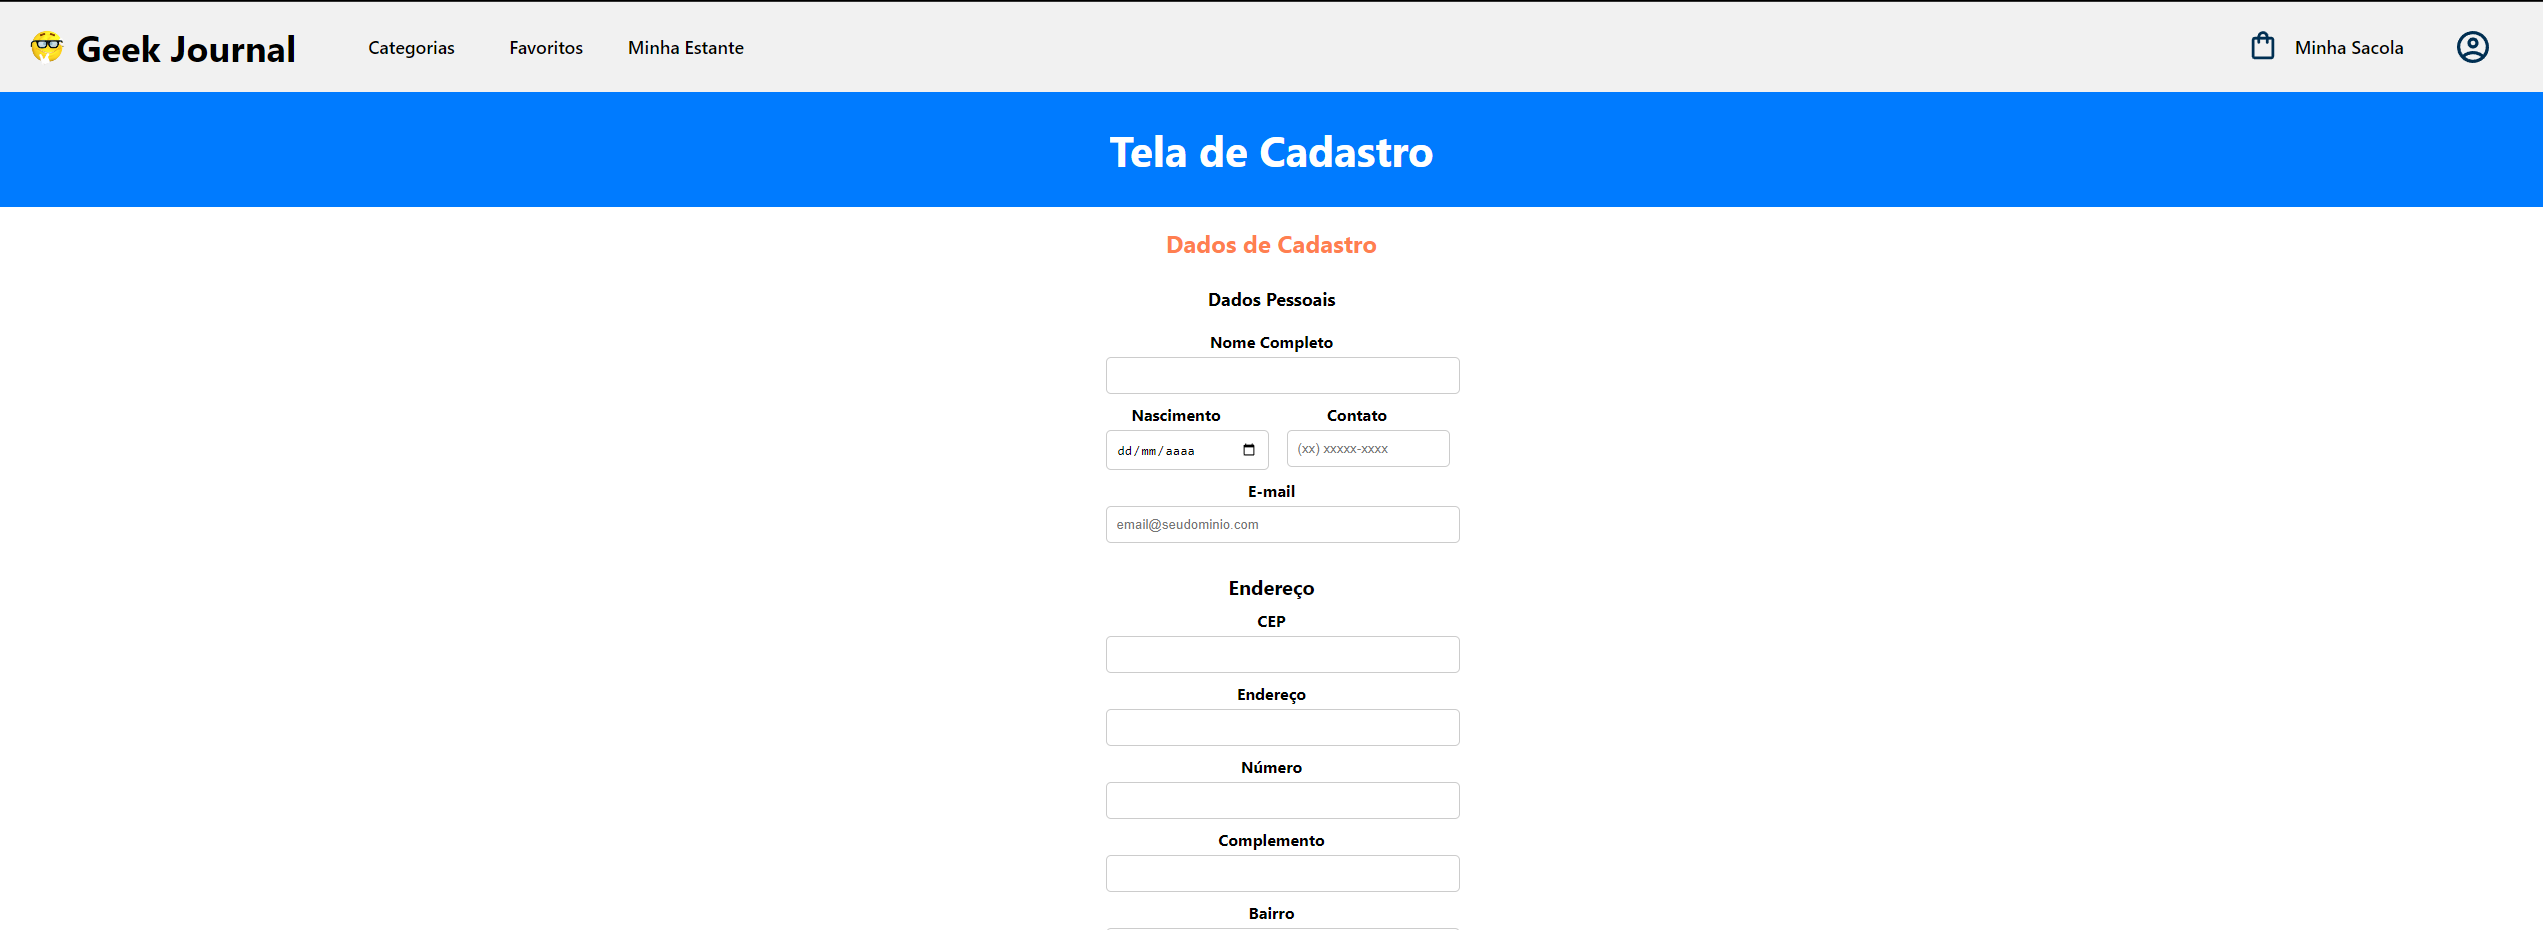 Geek Journal Categorias Favoritos Minha Estante Minha Sacola
Tela de Cadastro
Dados de Cadastro
Dados Pessoais
Nome Completo
Nascimento Contato
dd/mm/aaaa (xx) xxxxx-xxxx
E-mail
email@seudominio.com
Endereço
CEP
Endereço
Número
Complemento
Bairro